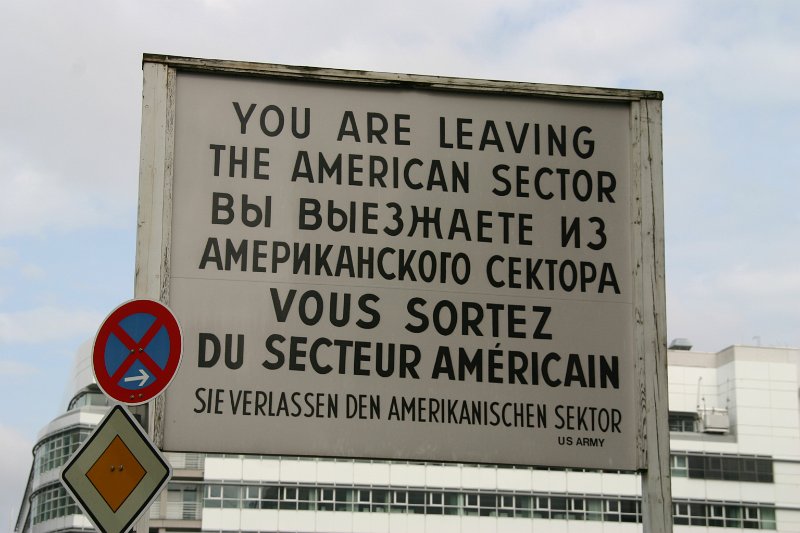 YOU ARE LEAVING
THE AMERICAN SECTOR
ВЫ ВЫЕЗЖАЕТЕ ИЗ
АМЕРИКАНСКОГО СЕКТОРА
VOUS SORTEZ
DU SECTEUR AMÉRICAIN
SIE VERLASSEN DEN AMERIKANISCHEN SEKTOR
US ARMY